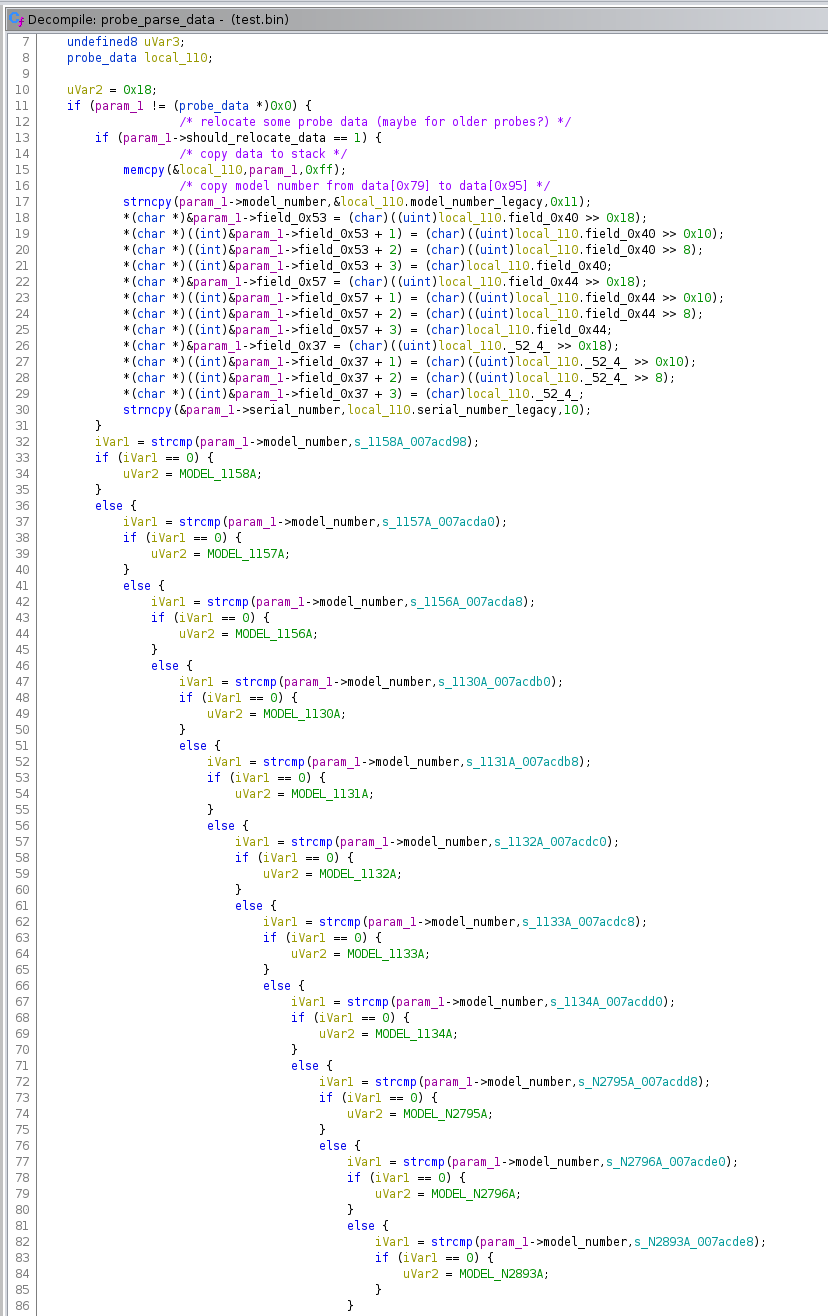 Decompile: probe_parse_data - (test.bin)
7 undefined8 uVar3;
8 probe_data local_110;
9
10 uVar2 = 0x18;
11 if (param_1 != (probe_data *)0x0) {
12 /* relocate some probe data (maybe for older probes?) */
13 if (param_1->should_relocate_data == 1) {
14 /* copy data to stack */
15 memcpy(&local_110,param_1,0xff);
16 /* copy model number from data[0x79] to data[0x95] */
17 strncpy(param_1->model_number,&local_110.model_number_legacy,0x11);
18 *(char *)&param_1->field_0x53 = (char)((uint)local_110.field_0x40 >> 0x18);
19 *(char *)((int)&param_1->field_0x53 + 1) = (char)((uint)local_110.field_0x40 >> 0x10);
20 *(char *)((int)&param_1->field_0x53 + 2) = (char)((uint)local_110.field_0x40 >> 8);
21 *(char *)((int)&param_1->field_0x53 + 3) = (char)local_110.field_0x40;
22 *(char *)&param_1->field_0x57 = (char)((uint)local_110.field_0x44 >> 0x18);
23 *(char *)((int)&param_1->field_0x57 + 1) = (char)((uint)local_110.field_0x44 >> 0x10);
24 *(char *)((int)&param_1->field_0x57 + 2) = (char)((uint)local_110.field_0x44 >> 8);
25 *(char *)((int)&param_1->field_0x57 + 3) = (char)local_110.field_0x44;
26 *(char *)&param_1->field_0x37 = (char)((uint)local_110._52_4_ >> 0x18);
27 *(char *)((int)&param_1->field_0x37 + 1) = (char)((uint)local_110._52_4_ >> 0x10);
28 *(char *)((int)&param_1->field_0x37 + 2) = (char)((uint)local_110._52_4_ >> 8);
29 *(char *)((int)&param_1->field_0x37 + 3) = (char)local_110._52_4_;
30 strncpy(&param_1->serial_number,local_110.serial_number_legacy,10);
31 }
32 iVar1 = strcmp(param_1->model_number,s_1158A_007acd98);
33 if (iVar1 == 0) {
34 uVar2 = MODEL_1158A;
35 }
36 else {
37 iVar1 = strcmp(param_1->model_number,s_1157A_007acda0);
38 if (iVar1 == 0) {
39 uVar2 = MODEL_1157A;
40 }
41 else {
42 iVar1 = strcmp(param_1->model_number,s_1156A_007acda8);
43 if (iVar1 == 0) {
44 uVar2 = MODEL_1156A;
45 }
46 else {
47 iVar1 = strcmp(param_1->model_number,s_1130A_007acdb0);
48 if (iVar1 == 0) {
49 uVar2 = MODEL_1130A;
50 }
51 else {
52 iVar1 = strcmp(param_1->model_number,s_1131A_007acdb8);
53 if (iVar1 == 0) {
54 uVar2 = MODEL_1131A;
55 }
56 else {
57 iVar1 = strcmp(param_1->model_number,s_1132A_007acdc0);
58 if (iVar1 == 0) {
59 uVar2 = MODEL_1132A;
60 }
61 else {
62 iVar1 = strcmp(param_1->model_number,s_1133A_007acdc8);
63 if (iVar1 == 0) {
64 uVar2 = MODEL_1133A;
65 }
66 else {
67 iVar1 = strcmp(param_1->model_number,s_1134A_007acdd0);
68 if (iVar1 == 0) {
69 uVar2 = MODEL_1134A;
70 }
71 else {
72 iVar1 = strcmp(param_1->model_number,s_N2795A_007acdd8);
73 if (iVar1 == 0) {
74 uVar2 = MODEL_N2795A;
75 }
76 else {
77 iVar1 = strcmp(param_1->model_number,s_N2796A_007acde0);
78 if (iVar1 == 0) {
79 uVar2 = MODEL_N2796A;
80 }
81 else {
82 iVar1 = strcmp(param_1->model_number,s_N2893A_007acde8);
83 if (iVar1 == 0) {
84 uVar2 = MODEL_N2893A;
85 }
86 }